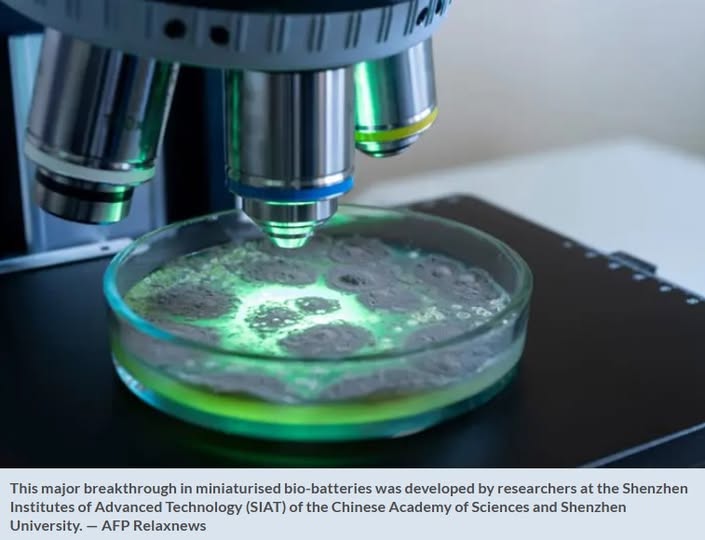 This major breakthrough in miniaturised bio-batteries was developed by researchers at the Shenzhen
Institutes of Advanced Technology (SIAT) of the Chinese Academy of Sciences and Shenzhen
University. — AFP Relaxnews